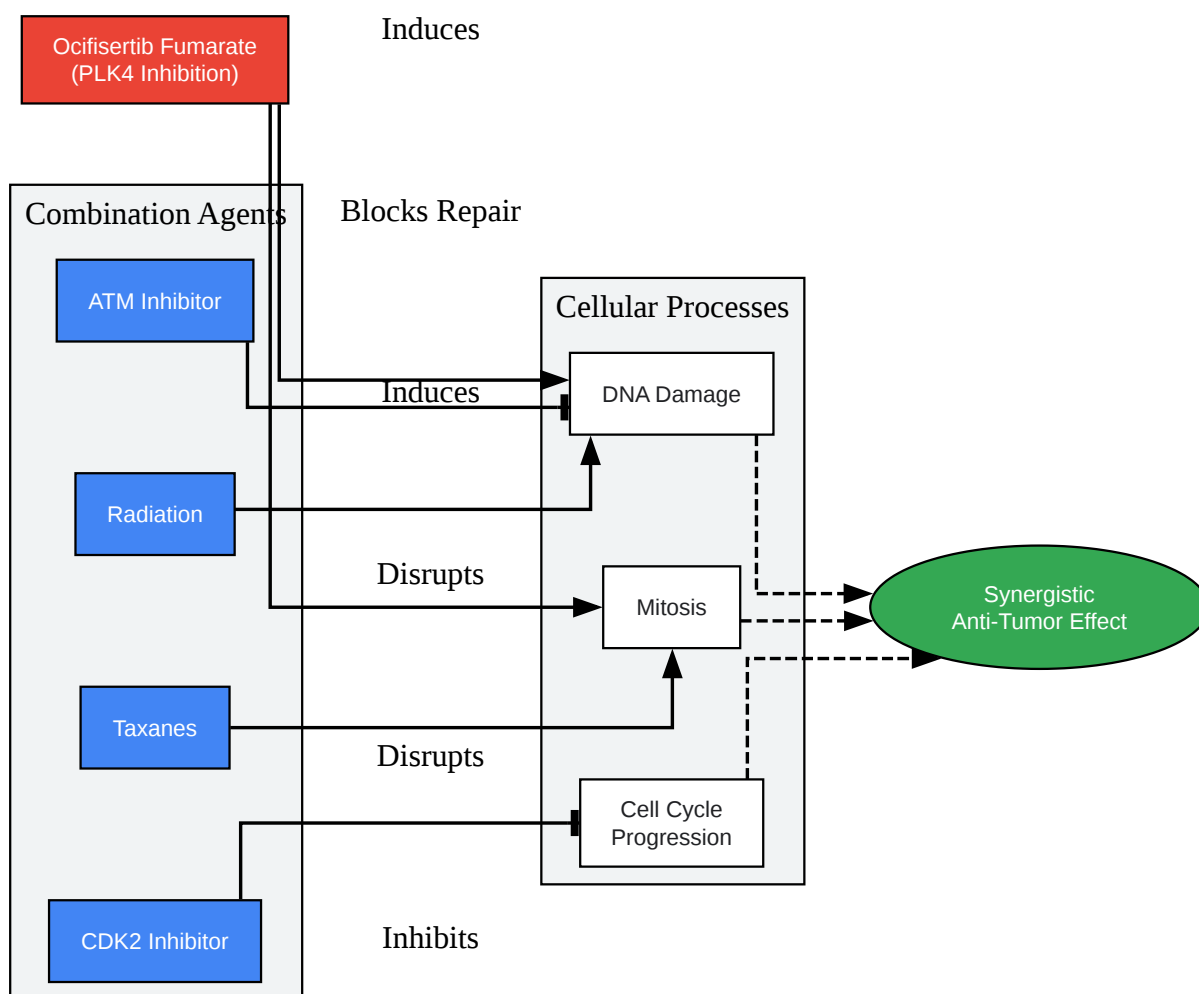 Induces
Ocifisertib Fumarate
(PLK4 Inhibition)
Combination Agents
Blocks Repair
ATM Inhibitor
Cellular Processes
DNA Damage
Induces
Radiation
Disrupts
Mitosis
Synergistic
Anti-Tumor Effect
Taxanes
Disrupts
Cell Cycle
Progression
CDK2 Inhibitor
Inhibits